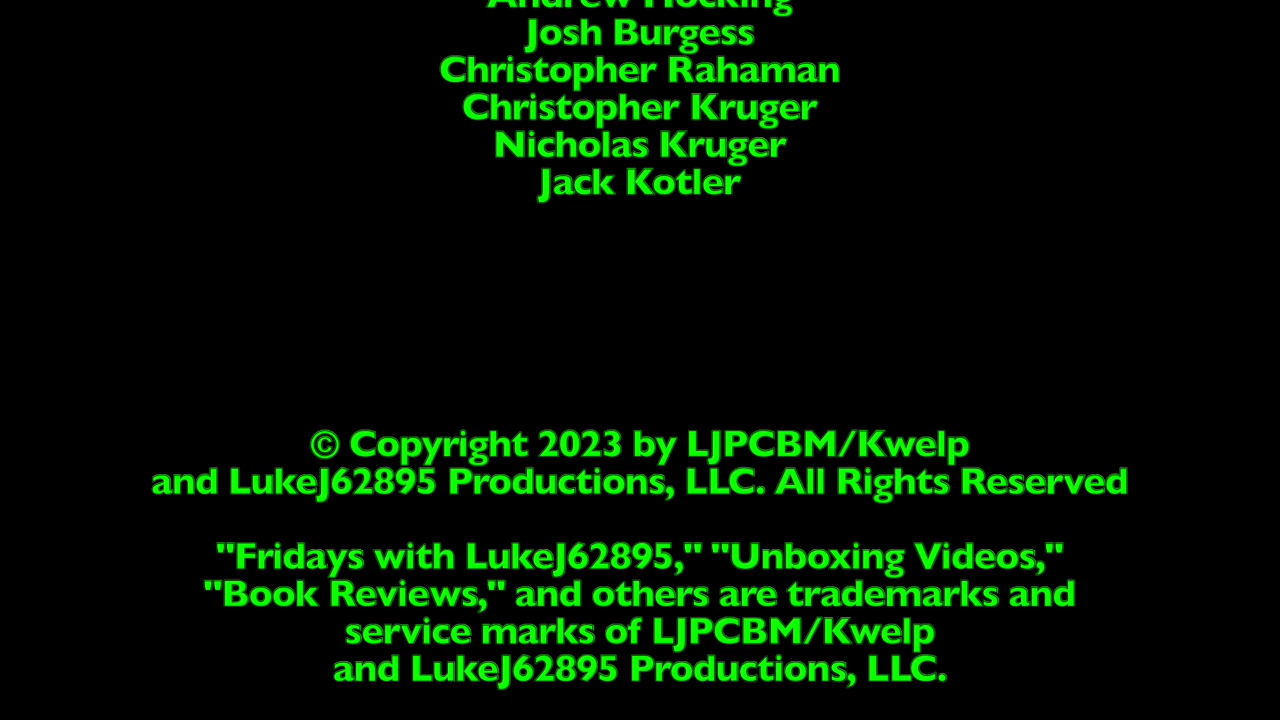 Andrew Hocking
Josh Burgess
Christopher Rahaman
Christopher Kruger
Nicholas Kruger
Jack Kotler
© Copyright 2023 by LJPCBM/Kwelp
and LukeJ62895 Productions, LLC. All Rights Reserved
"Fridays with LukeJ62895," "Unboxing Videos,"
"Book Reviews," and others are trademarks and
service marks of LJPCBM/Kwelp
and LukeJ62895 Productions, LLC.